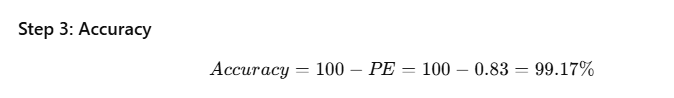 Step 3: Accuracy
Accuracy = 100 − PE = 100 − 0.83 = 99.17%